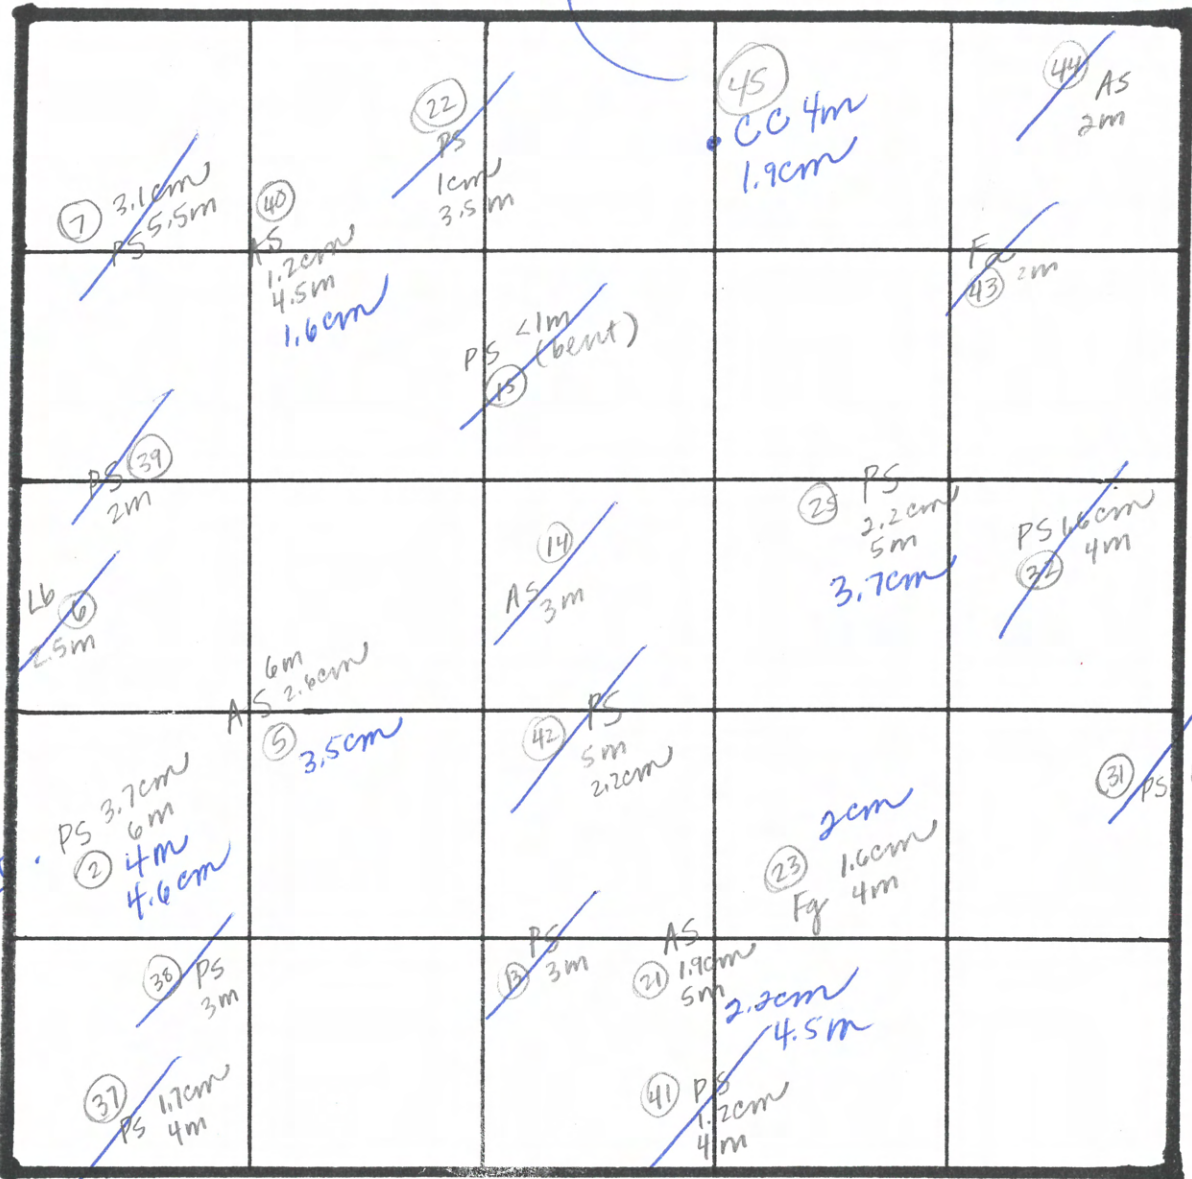 44
AS
2m
45
CC 4m
1.9cm
22
PS
1cm
3.5m
7 3.1cm
PS 5.5m
40
AS
1.2cm
4.5m
1.6cm
43 2m
PS <1m
(bent)
PS 39
2m
25 PS
2.2cm
5m
3.7cm
PS 1.6cm
32 4m
14
AS 3m
Lb 6
2.5m
6m
AS 2.6cm
5 3.5cm
42 PS
5m
2.2cm
31 PS
PS 3.7cm
6m
2 4m
4.6cm
2cm
23 1.6cm
Fg 4m
38 PS
3m
13 PS
3m
AS
21 1.9cm
5m
2.2cm
4.5m
37 1.7cm
PS 4m
41 PS
1.2cm
4m